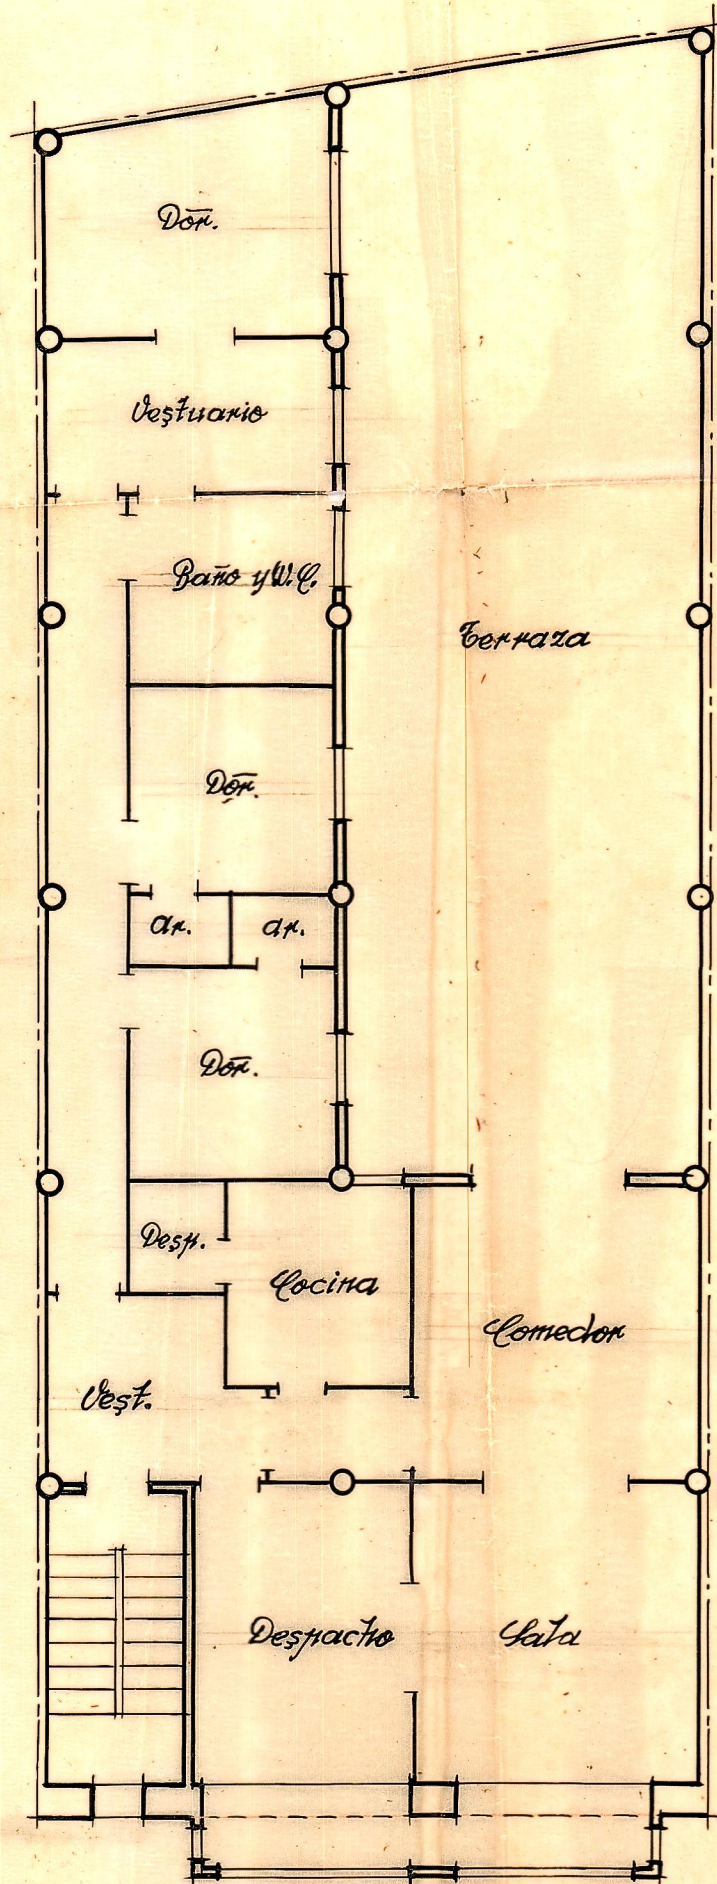 Dor.
Vestuario
Baño y W.C.
Terraza
Dor.
ar.
ar.
Dor.
Desp.
Cocina
Comedor
Vest.
Despacho
Sala